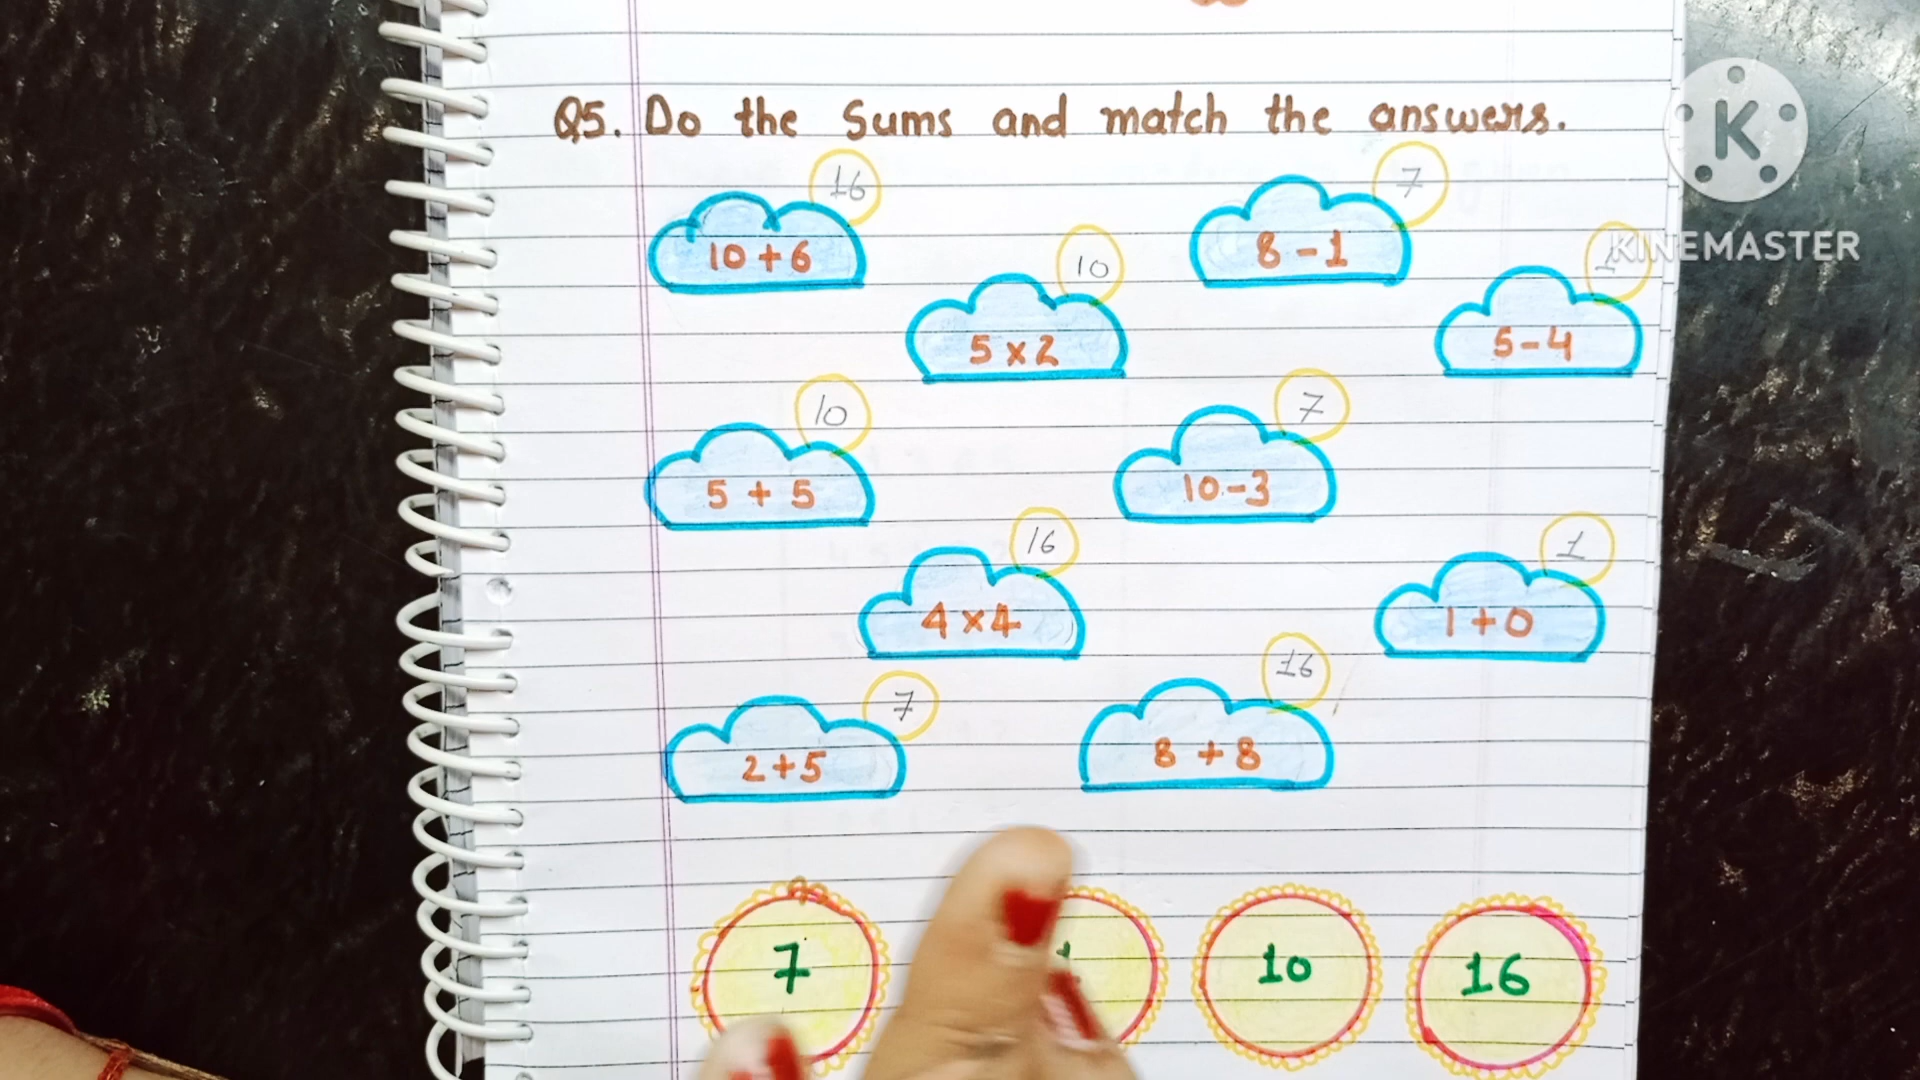 Q5. Do the Sums and match the answers.
K
KINEMASTER
16
10 + 6
7
8 - 1
10
5 x 2
1
5 - 4
10
5 + 5
7
10 - 3
16
4 x 4
1
1 + 0
7
2 + 5
16
8 + 8
7
1
10
16